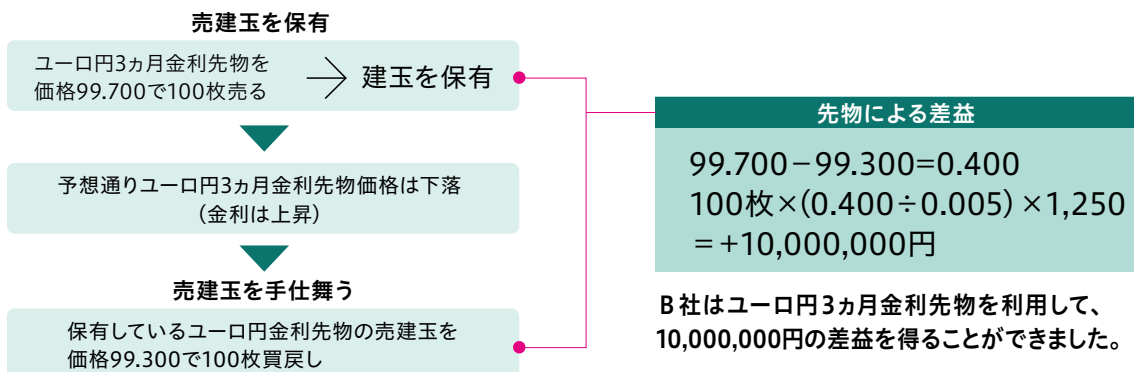 売建玉を保有
ユーロ円3ヵ月金利先物を
価格99.700で100枚売る
建玉を保有
予想通りユーロ円3ヵ月金利先物価格は下落
(金利は上昇)
売建玉を手仕舞う
保有しているユーロ円金利先物の売建玉を
価格99.300で100枚買戻し
先物による差益
99.700−99.300=0.400
100枚×(0.400÷0.005)×1,250
=+10,000,000円
B社はユーロ円3ヵ月金利先物を利用して、
10,000,000円の差益を得ることができました。